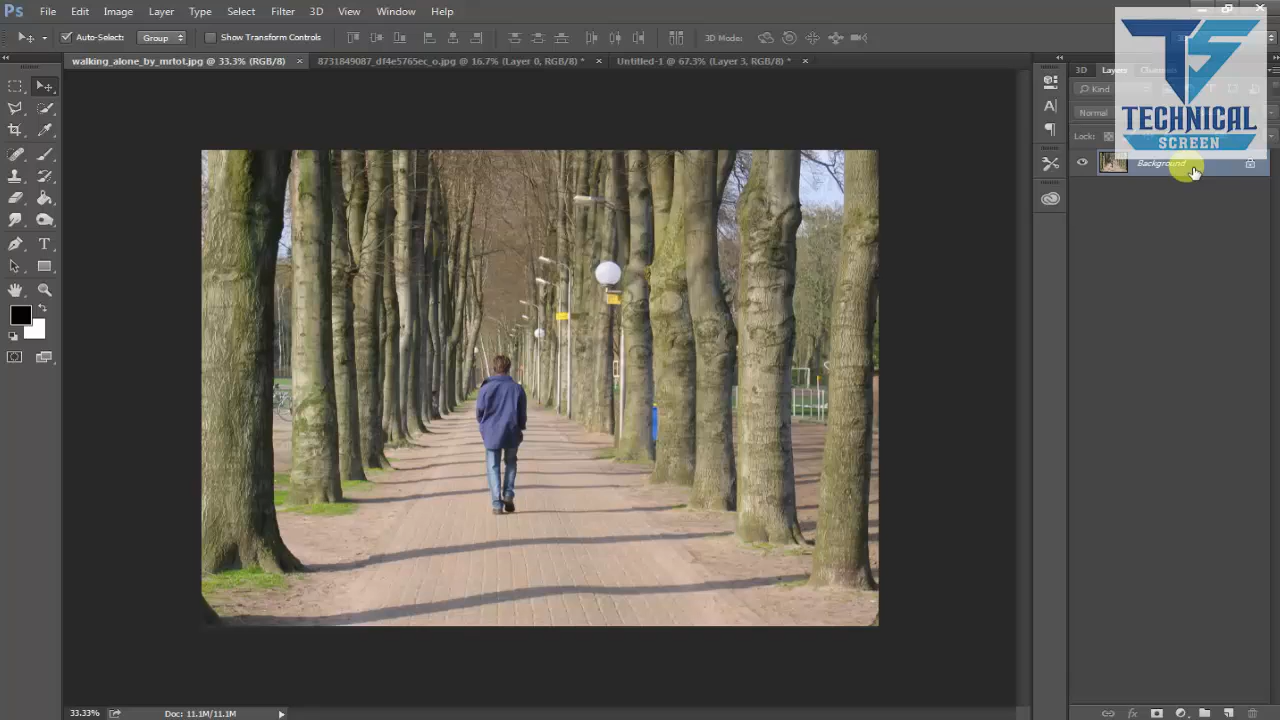 Ps File Edit Image Layer Type Select Filter 3D View Window Help
Auto-Select: Group Show Transform Controls 3D Mode:
walking_alone_by_mrtot.jpg @ 33.3% (RGB/8) × 8731849087_df4e5765ec_o.jpg @ 16.7% (Layer 0, RGB/8) * × Untitled-1 @ 67.3% (Layer 3, RGB/8) * ×
3D Layers Channels
Kind
Normal
Lock:
TS
TECHNICAL
SCREEN
Background
33.33% Doc: 11.1M/11.1M